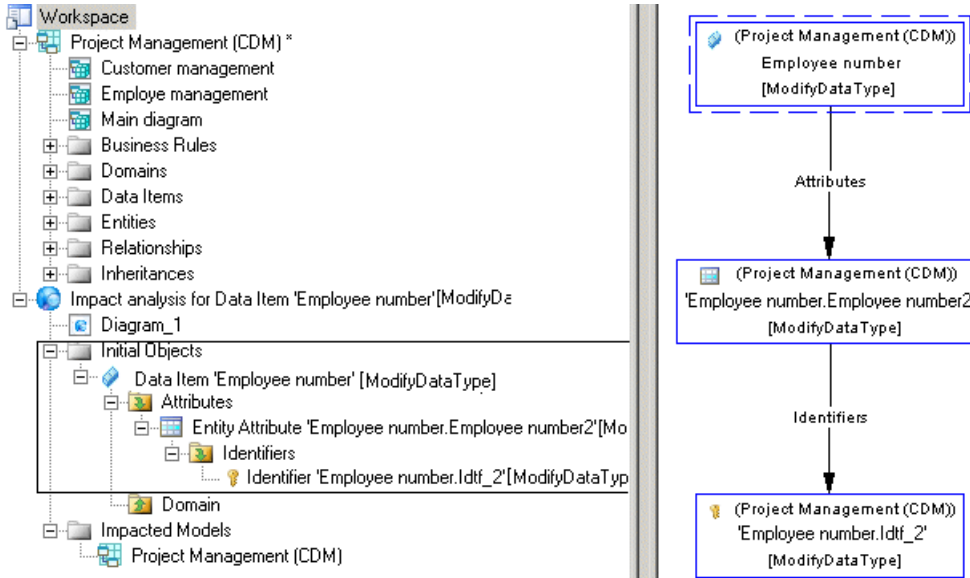 Workspace
Project Management (CDM) *
Customer management
Employe management
Main diagram
Business Rules
Domains
Data Items
Entities
Relationships
Inheritances
Impact analysis for Data Item 'Employee number'[ModifyDa
Diagram_1
Initial Objects
Data Item 'Employee number' [ModifyDataType]
Attributes
Entity Attribute 'Employee number.Employee number2'[Mo
Identifiers
Identifier 'Employee number.Idtf_2'[ModifyDataTyp
Domain
Impacted Models
Project Management (CDM)
(Project Management (CDM))
Employee number
[ModifyDataType]
Attributes
(Project Management (CDM))
'Employee number.Employee number2
[ModifyDataType]
Identifiers
(Project Management (CDM))
'Employee number.Idtf_2'
[ModifyDataType]